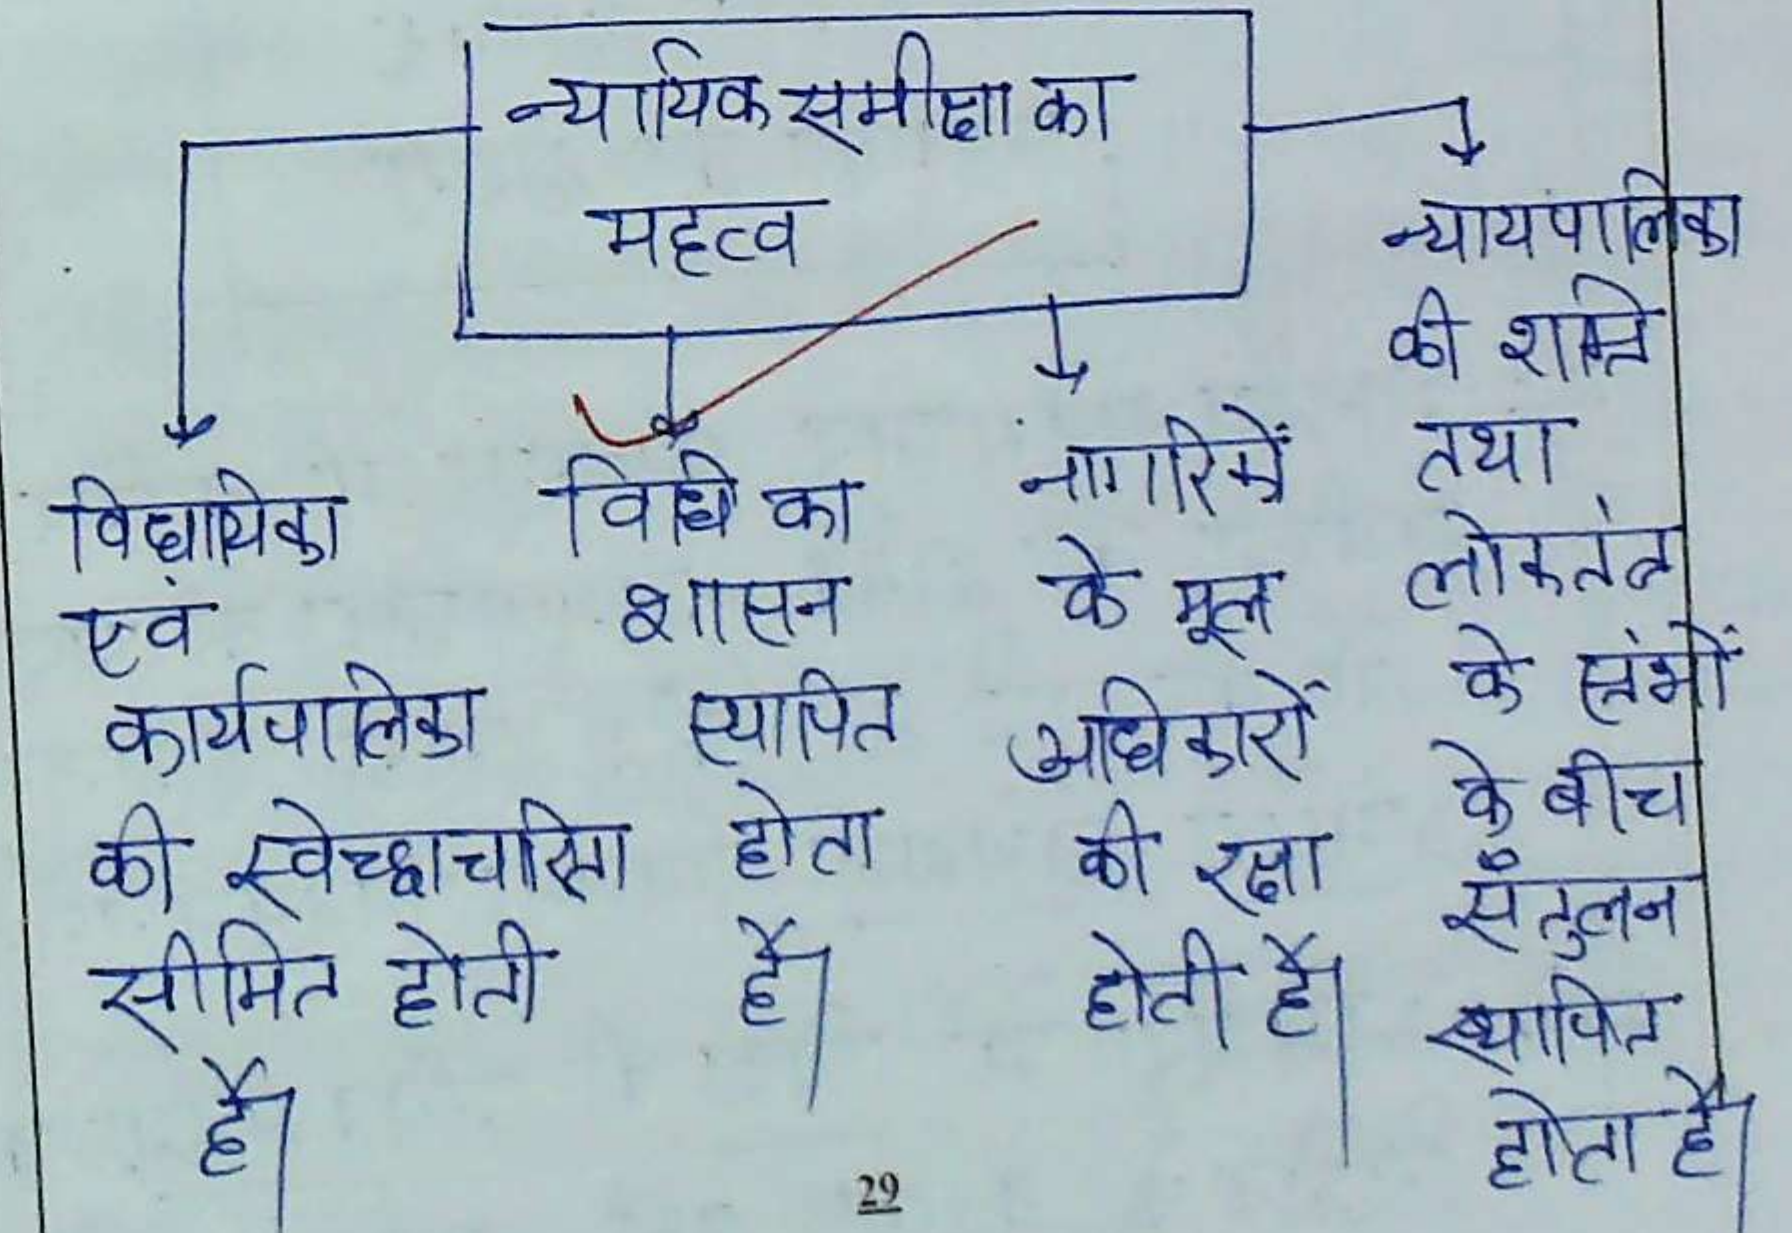 न्यायिक समीक्षा का
महत्व
विधायिका
एवं
कार्यपालिका
की स्वेच्छाचारिता
सीमित होती
है।
विधि का
शासन
स्थापित
होता
है।
नागरिकों
के मूल
अधिकारों
की रक्षा
होती है।
न्यायपालिका
की शक्ति
तथा
लोकतंत्र
के स्तंभों
के बीच
संतुलन
स्थापित
होता है।
29